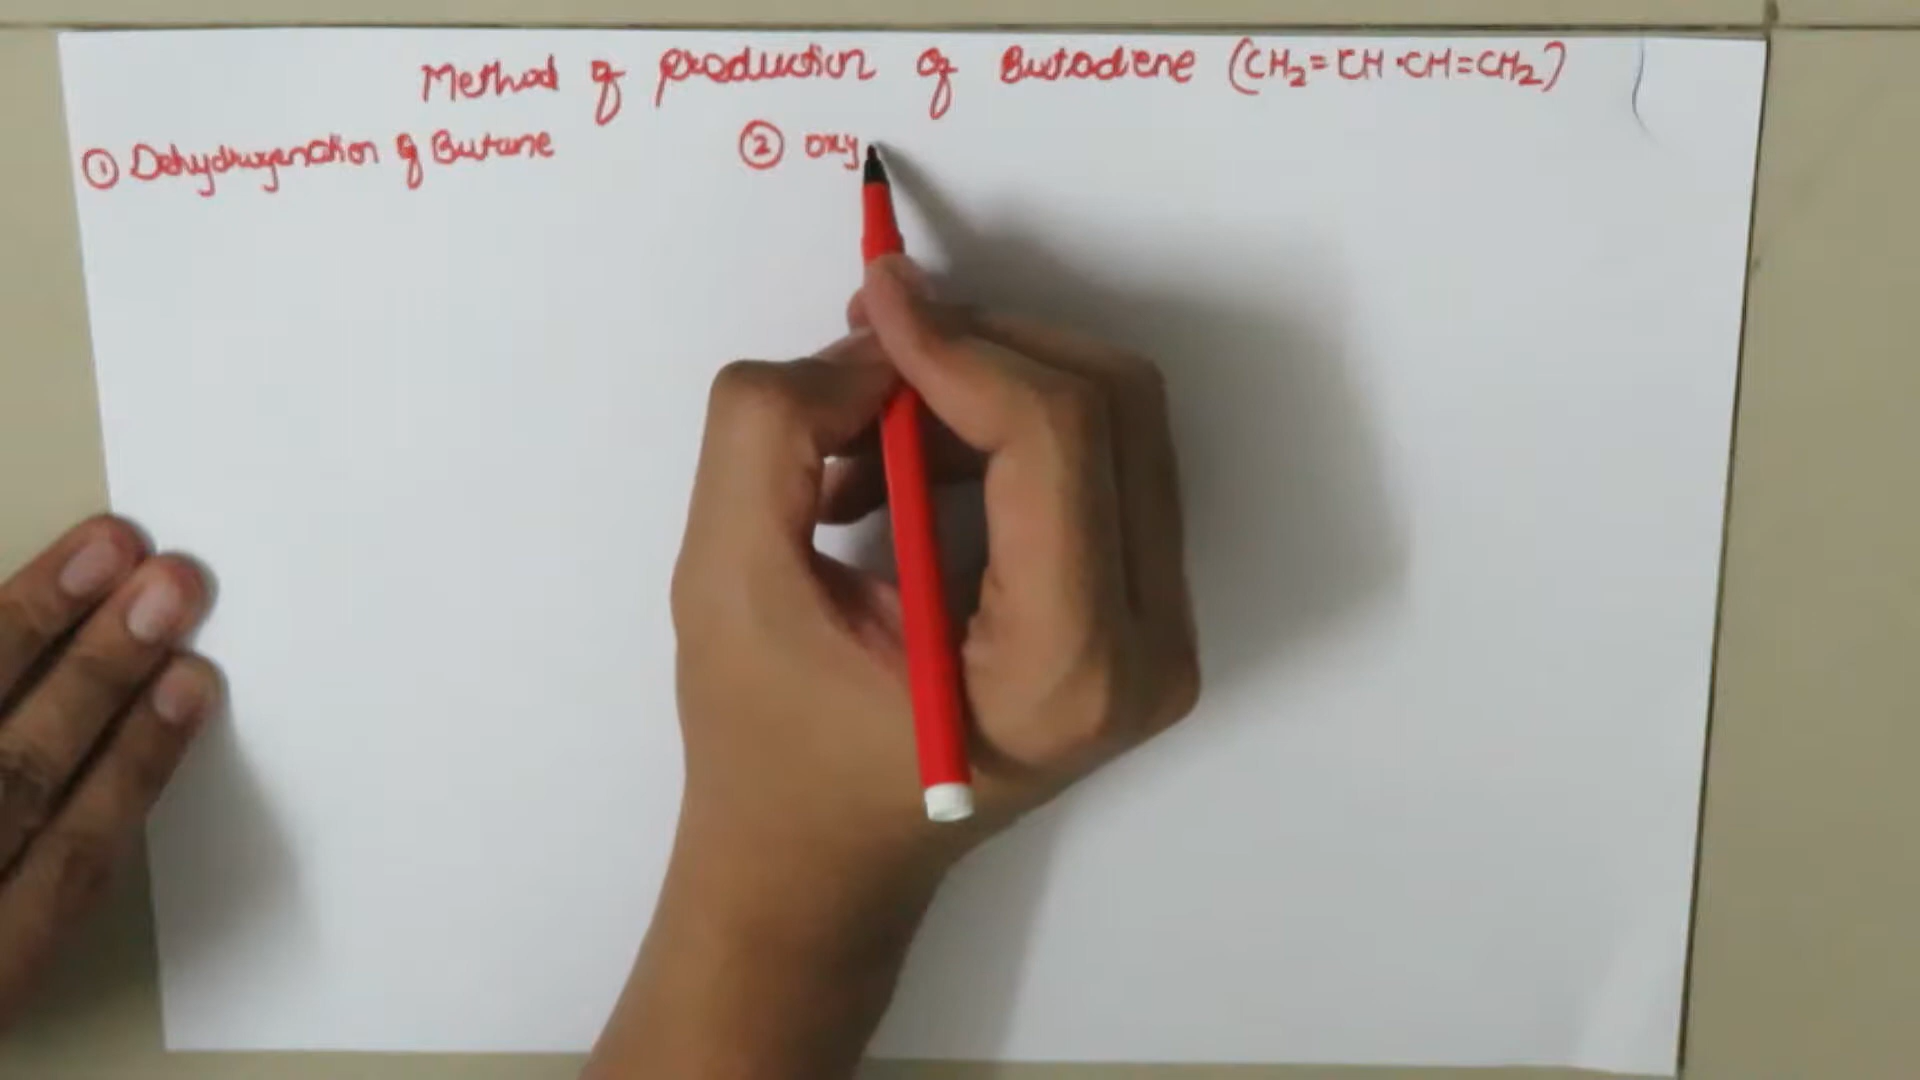 Method of production of Butadiene (CH₂=CH·CH=CH₂)
① Dehydrogenation of Butane
② oxy